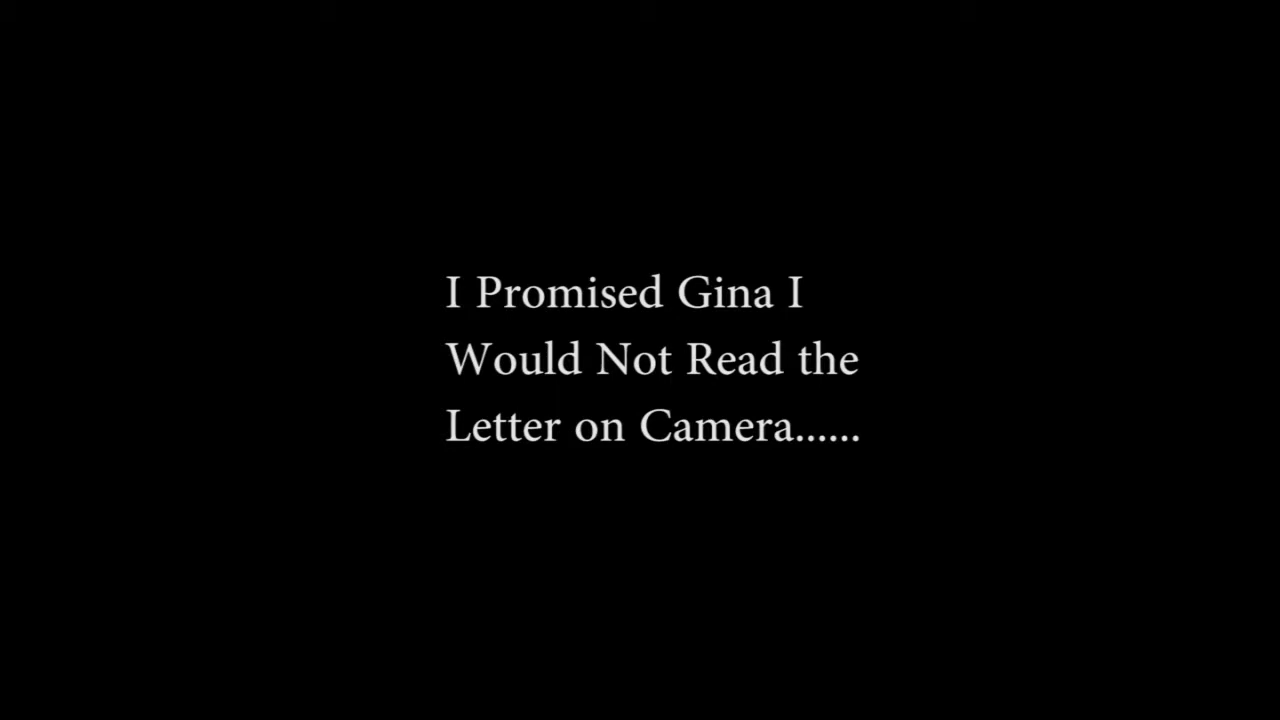 I Promised Gina I
Would Not Read the
Letter on Camera......